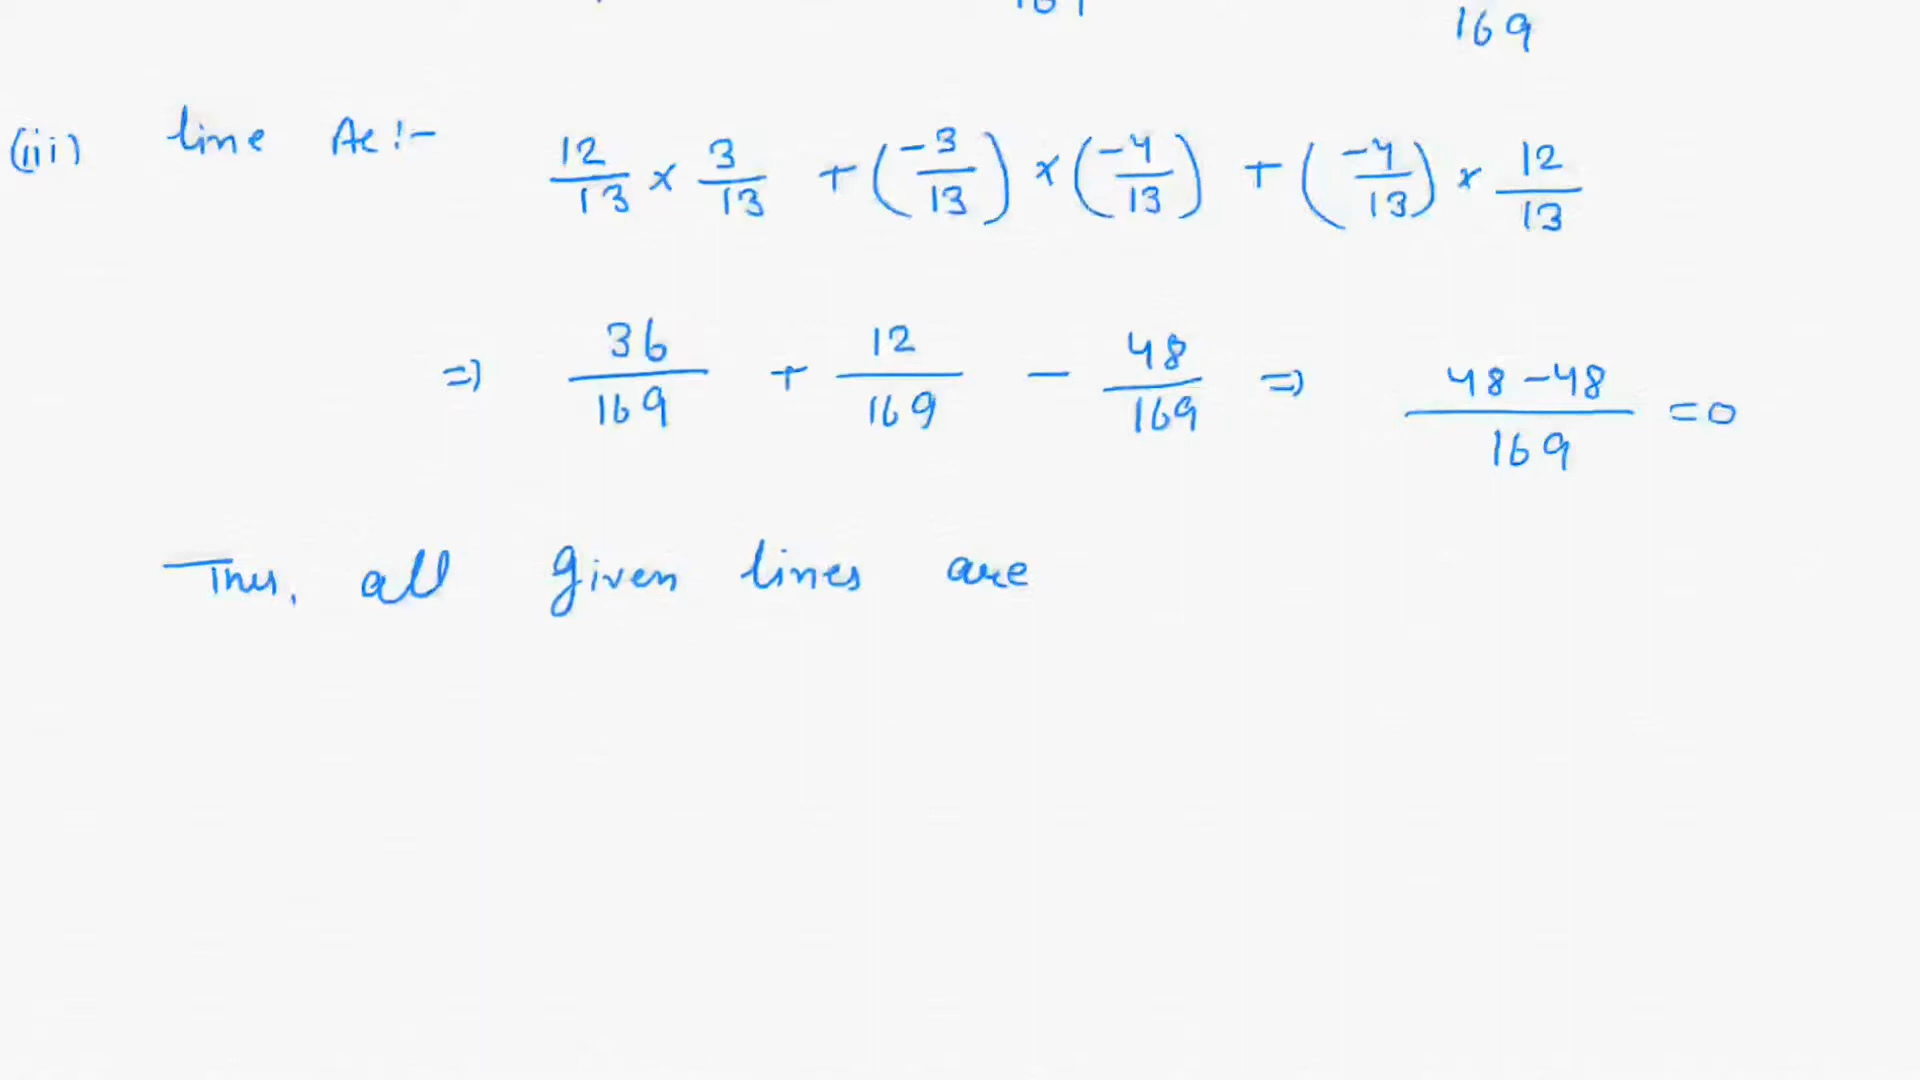 169
(iii) line AC :- 12/13 × 3/13 + (-3/13) × (-4/13) + (-4/13) × 12/13
=> 36/169 + 12/169 - 48/169 => 48-48/169 = 0
Thus, all given lines are